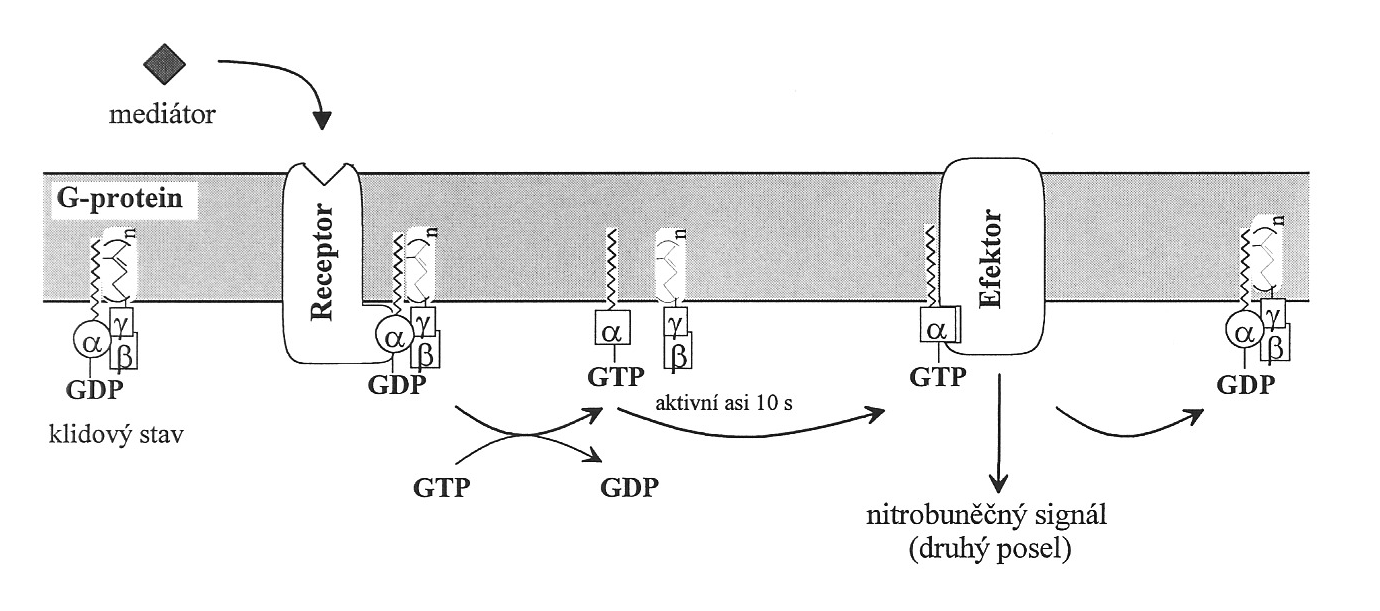 mediátor
G-protein
n
α
γ
β
GDP
klidový stav
Receptor
n
α
γ
β
GDP
GTP
GDP
α
GTP
n
γ
β
aktivní asi 10 s
α
GTP
Efektor
nitrobuněčný signál
(druhý posel)
n
α
γ
β
GDP